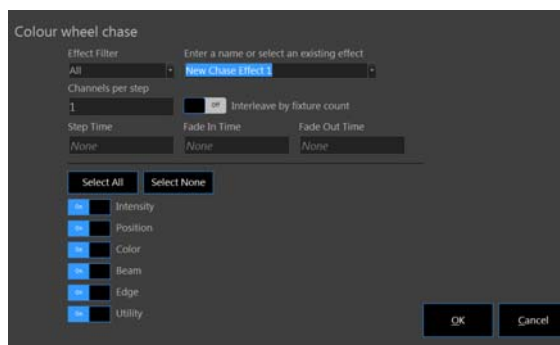 Colour wheel chase
Effect Filter Enter a name or select an existing effect
All New Chase Effect 1
Channels per step
1 Off Interleave by fixture count
Step Time Fade In Time Fade Out Time
None None None
Select All Select None
On Intensity
On Position
On Color
On Beam
On Edge
On Utility
OK Cancel